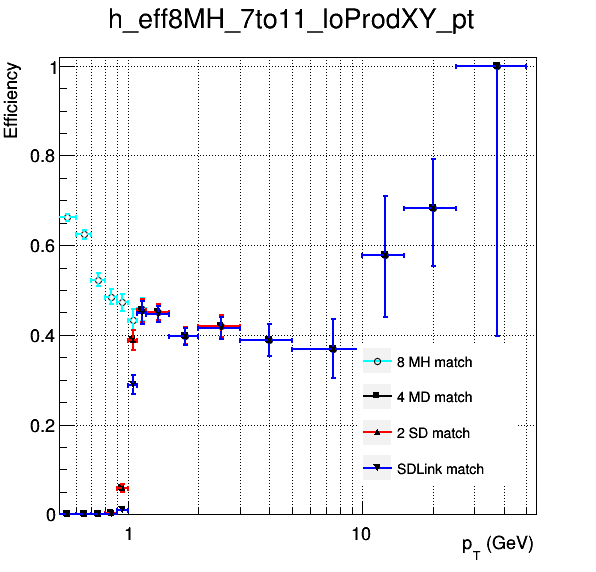 h_eff8MH_7to11_loProdXY_pt
Efficiency
1
0.8
0.6
0.4
0.2
0
8 MH match
4 MD match
2 SD match
SDLink match
1
10
p_T (GeV)